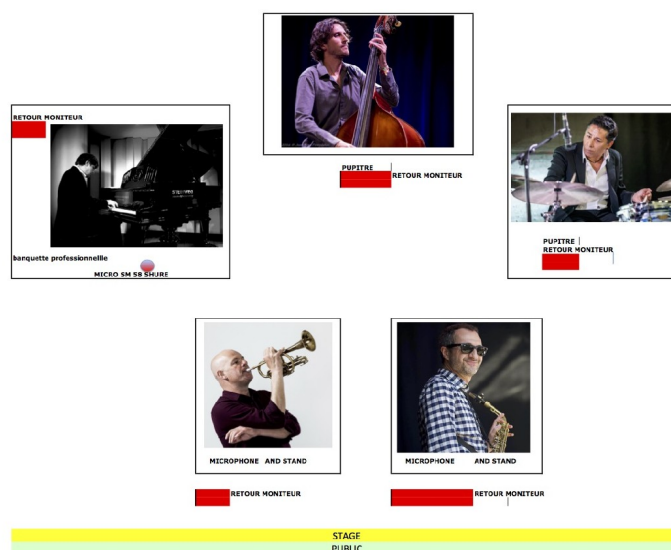 RETOUR MONITEUR
banquette professionnellle
MICRO SM 58 SHURE
PUPITRE
RETOUR MONITEUR
PUPITRE
RETOUR MONITEUR
MICROPHONE AND STAND
RETOUR MONITEUR
MICROPHONE AND STAND
RETOUR MONITEUR
STAGE
PUBLIC